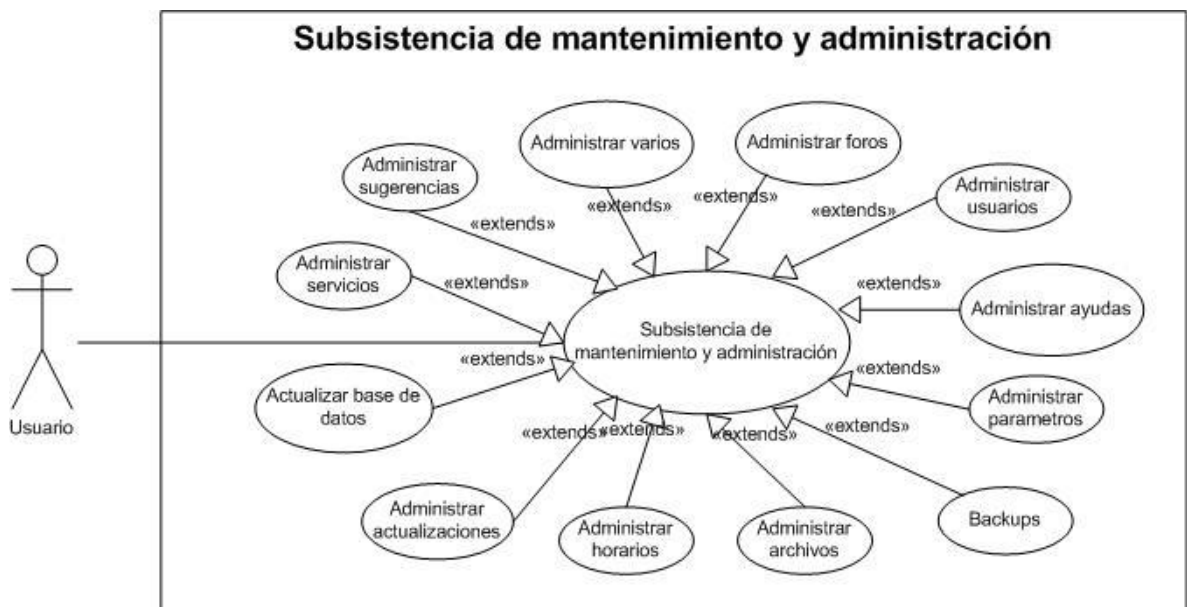 Subsistencia de mantenimiento y administración
Administrar varios
Administrar foros
Administrar
sugerencias
Administrar
usuarios
«extends»
«extends»
«extends»
«extends»
Administrar
servicios
«extends»
«extends»
Administrar ayudas
Subsistencia de
mantenimiento y administración
«extends»
«extends»
Actualizar base de
datos
Administrar
parametros
Usuario
«extends»
«extends»
«extends»
«extends»
Administrar
actualizaciones
Administrar
horarios
Administrar
archivos
Backups